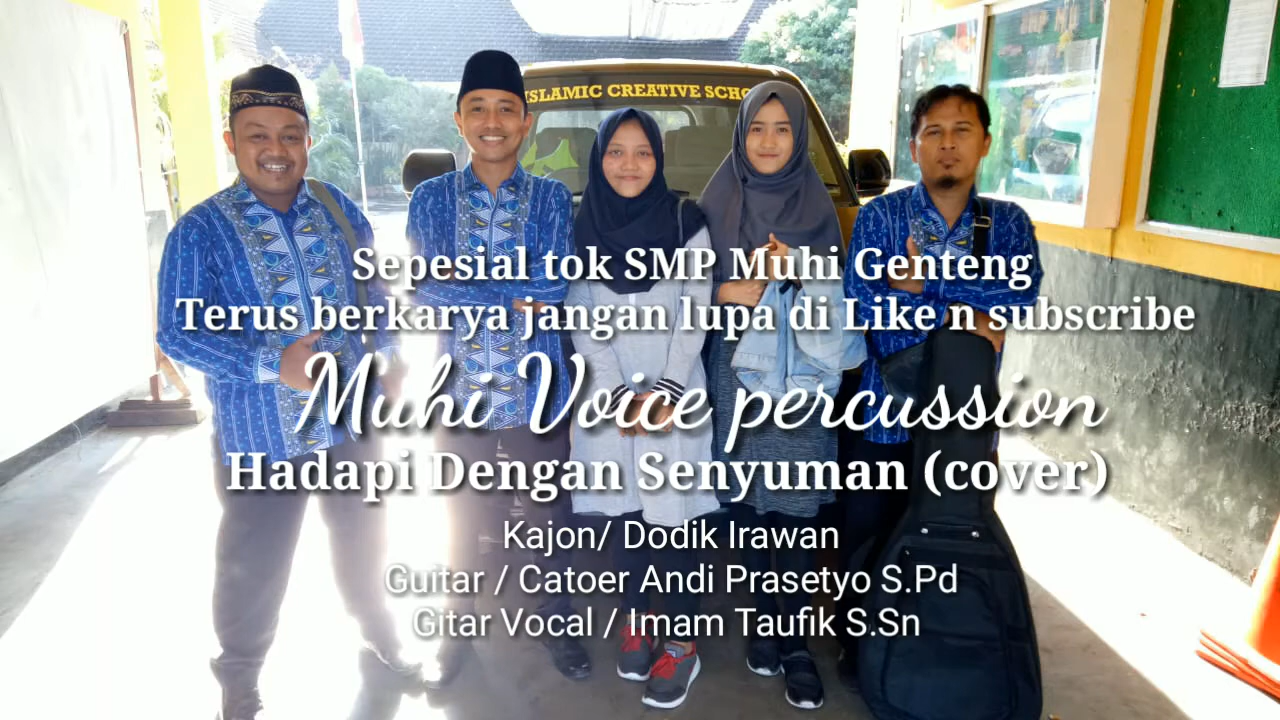 ISLAMIC CREATIVE SCHO
Sepesial tok SMP Muhi Genteng
Terus berkarya jangan lupa di Like n subscribe
Muhi Voice percussion
Hadapi Dengan Senyuman (cover)
Kajon/ Dodik Irawan
Guitar / Catoer Andi Prasetyo S.Pd
Gitar Vocal / Imam Taufik S.Sn